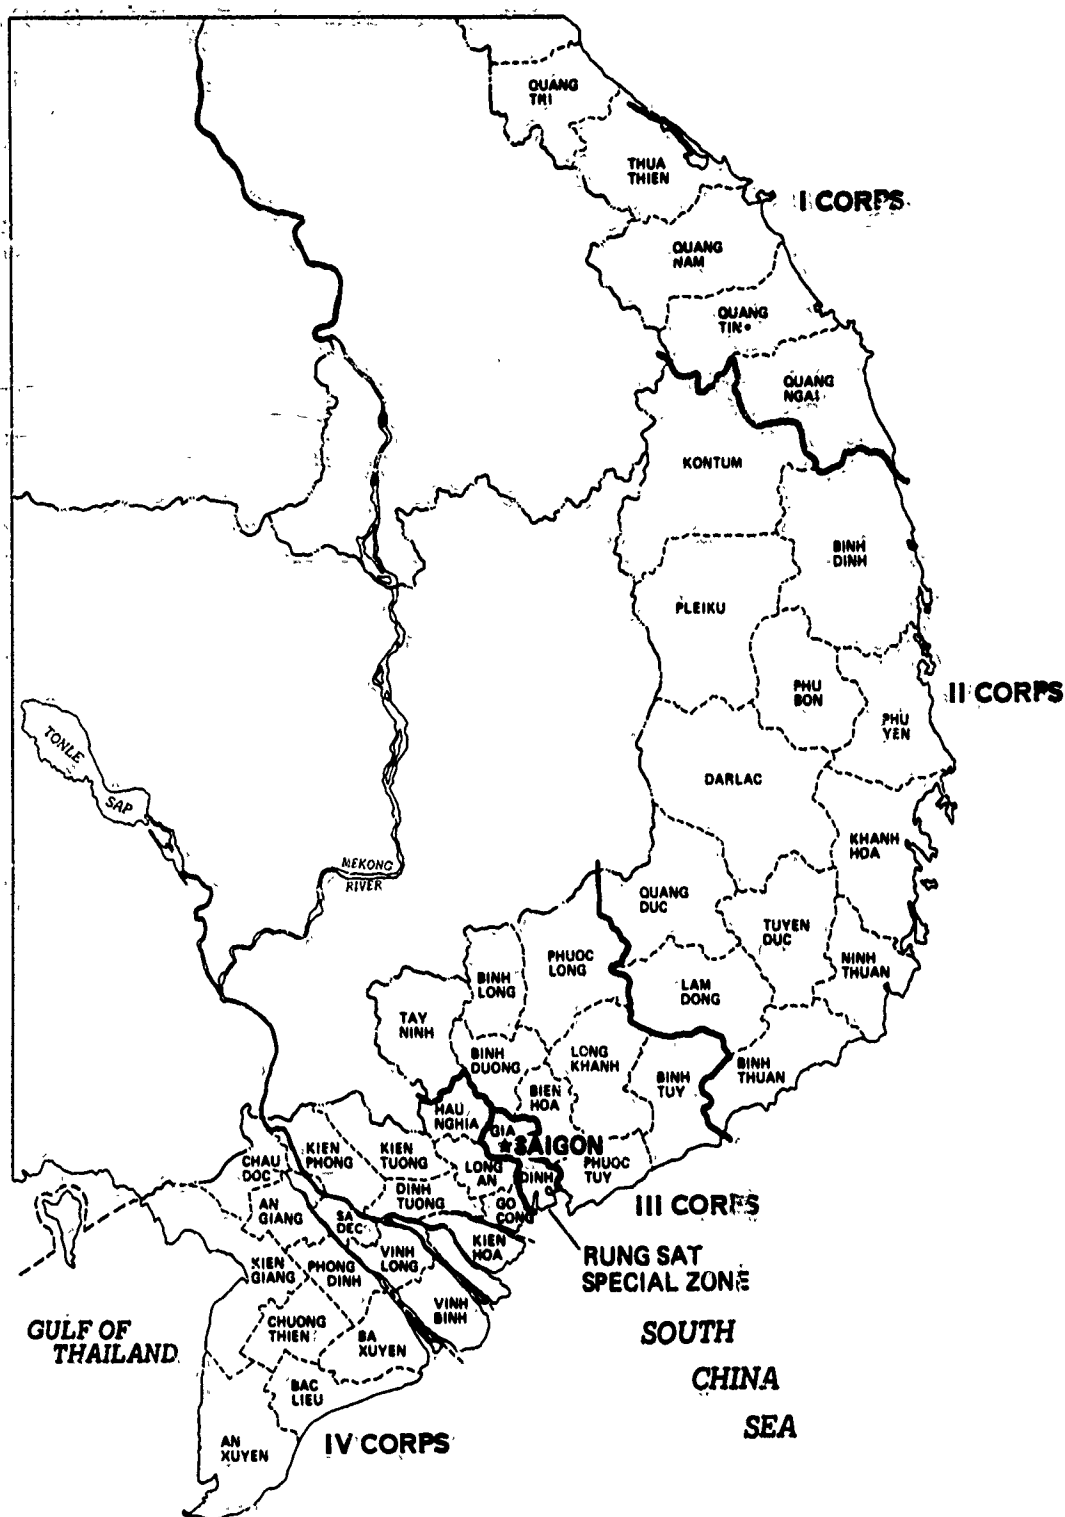 QUANG
TRI
THUA
THIEN
I CORPS
QUANG
NAM
QUANG
TIN
QUANG
NGAI
KONTUM
BINH
DINH
PLEIKU
PHU
BON
II CORPS
PHU
YEN
TONLE
SAP
DARLAC
KHANH
HOA
MEKONG
RIVER
QUANG
DUC
TUYEN
DUC
NINH
THUAN
PHUOC
LONG
BINH
LONG
LAM
DONG
TAY
NINH
BINH
DUONG
LONG
KHANH
BINH
TUY
BINH
THUAN
BIEN
HOA
HAU
NGHIA
GIA
SAIGON
DINH
KIEN
PHONG
KIEN
TUONG
CHAU
DOC
LONG
AN
PHUOC
TUY
DINH
TUONG
GO
CONG
AN
GIANG
SA
DEC
III CORPS
KIEN
HOA
VINH
LONG
RUNG SAT
SPECIAL ZONE
KIEN
GIANG
PHONG
DINH
VINH
BINH
CHUONG
THIEN
BA
XUYEN
GULF OF
THAILAND
SOUTH
CHINA
SEA
BAC
LIEU
AN
XUYEN
IV CORPS